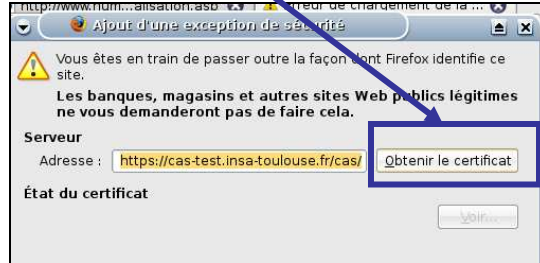 http://www.num...alisation.asp Erreur de chargement de la ...
Ajout d'une exception de sécurité
Vous êtes en train de passer outre la façon dont Firefox identifie ce
site.
Les banques, magasins et autres sites Web publics légitimes
ne vous demanderont pas de faire cela.
Serveur
Adresse : https://cas-test.insa-toulouse.fr/cas/ Obtenir le certificat
État du certificat
Voir...